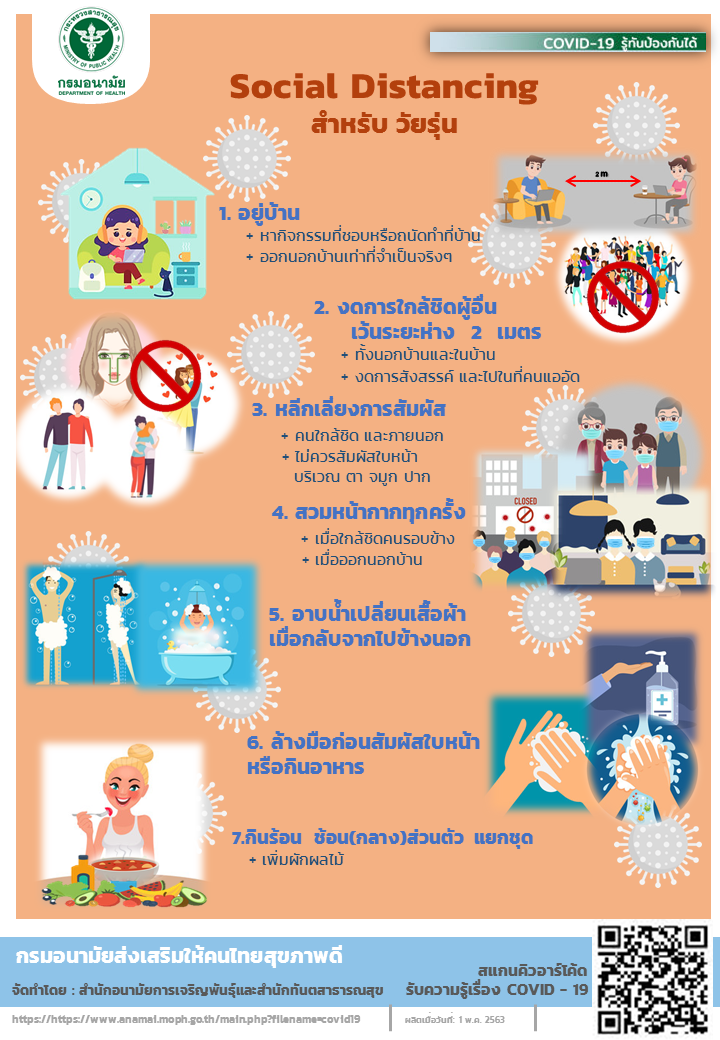 กระทรวงสาธารณสุข
MINISTRY OF PUBLIC HEALTH
กรมอนามัย
DEPARTMENT OF HEALTH
COVID-19 รู้ทันป้องกันได้
Social Distancing
สำหรับ วัยรุ่น
2 m
1. อยู่บ้าน
+ หากิจกรรมที่ชอบหรือถนัดทำที่บ้าน
+ ออกนอกบ้านเท่าที่จำเป็นจริงๆ
2. งดการใกล้ชิดผู้อื่น
เว้นระยะห่าง 2 เมตร
+ ทั้งนอกบ้านและในบ้าน
+ งดการสังสรรค์ และไปในที่คนแออัด
3. หลีกเลี่ยงการสัมผัส
+ คนใกล้ชิด และภายนอก
+ ไม่ควรสัมผัสใบหน้า
บริเวณ ตา จมูก ปาก
CLOSED
4. สวมหน้ากากทุกครั้ง
+ เมื่อใกล้ชิดคนรอบข้าง
+ เมื่อออกนอกบ้าน
5. อาบน้ำเปลี่ยนเสื้อผ้า
เมื่อกลับจากไปข้างนอก
6. ล้างมือก่อนสัมผัสใบหน้า
หรือกินอาหาร
7.กินร้อน ช้อน(กลาง)ส่วนตัว แยกชุด
+ เพิ่มผักผลไม้
กรมอนามัยส่งเสริมให้คนไทยสุขภาพดี
จัดทำโดย : สำนักอนามัยการเจริญพันธุ์และสำนักทันตสาธารณสุข
สแกนคิวอาร์โค้ด
รับความรู้เรื่อง COVID - 19
https://https://www.anamai.moph.go.th/main.php?filename=covid19
ผลิตเมื่อวันที่: 1 พ.ค. 2563